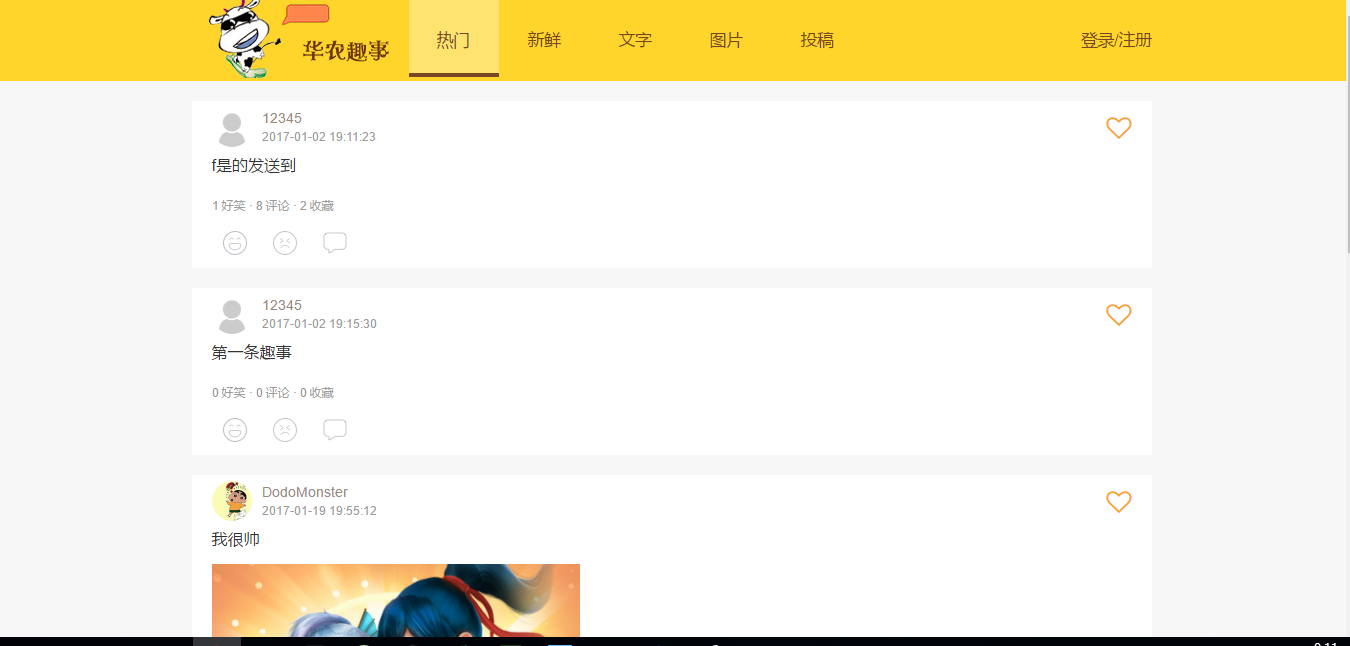 华农趣事
热门 新鲜 文字 图片 投稿 登录/注册
12345
2017-01-02 19:11:23
f是的发送到
1 好笑 · 8 评论 · 2 收藏
12345
2017-01-02 19:15:30
第一条趣事
0 好笑 · 0 评论 · 0 收藏
DodoMonster
2017-01-19 19:55:12
我很帅